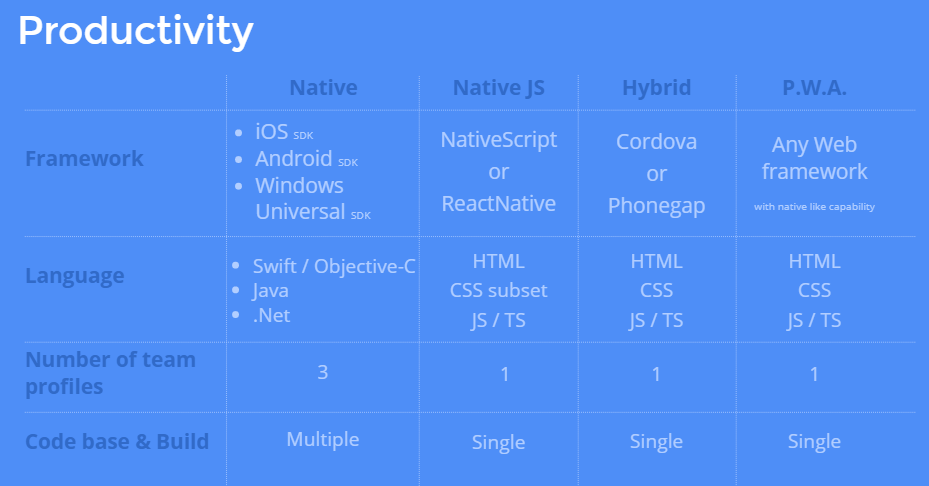 Productivity
Native Native JS Hybrid P.W.A.
Framework
• iOS SDK
• Android SDK
• Windows
Universal SDK
NativeScript
or
ReactNative
Cordova
or
Phonegap
Any Web
framework
with native like capability
Language
• Swift / Objective-C
• Java
• .Net
HTML
CSS subset
JS / TS
HTML
CSS
JS / TS
HTML
CSS
JS / TS
Number of team
profiles
3 1 1 1
Code base & Build Multiple Single Single Single